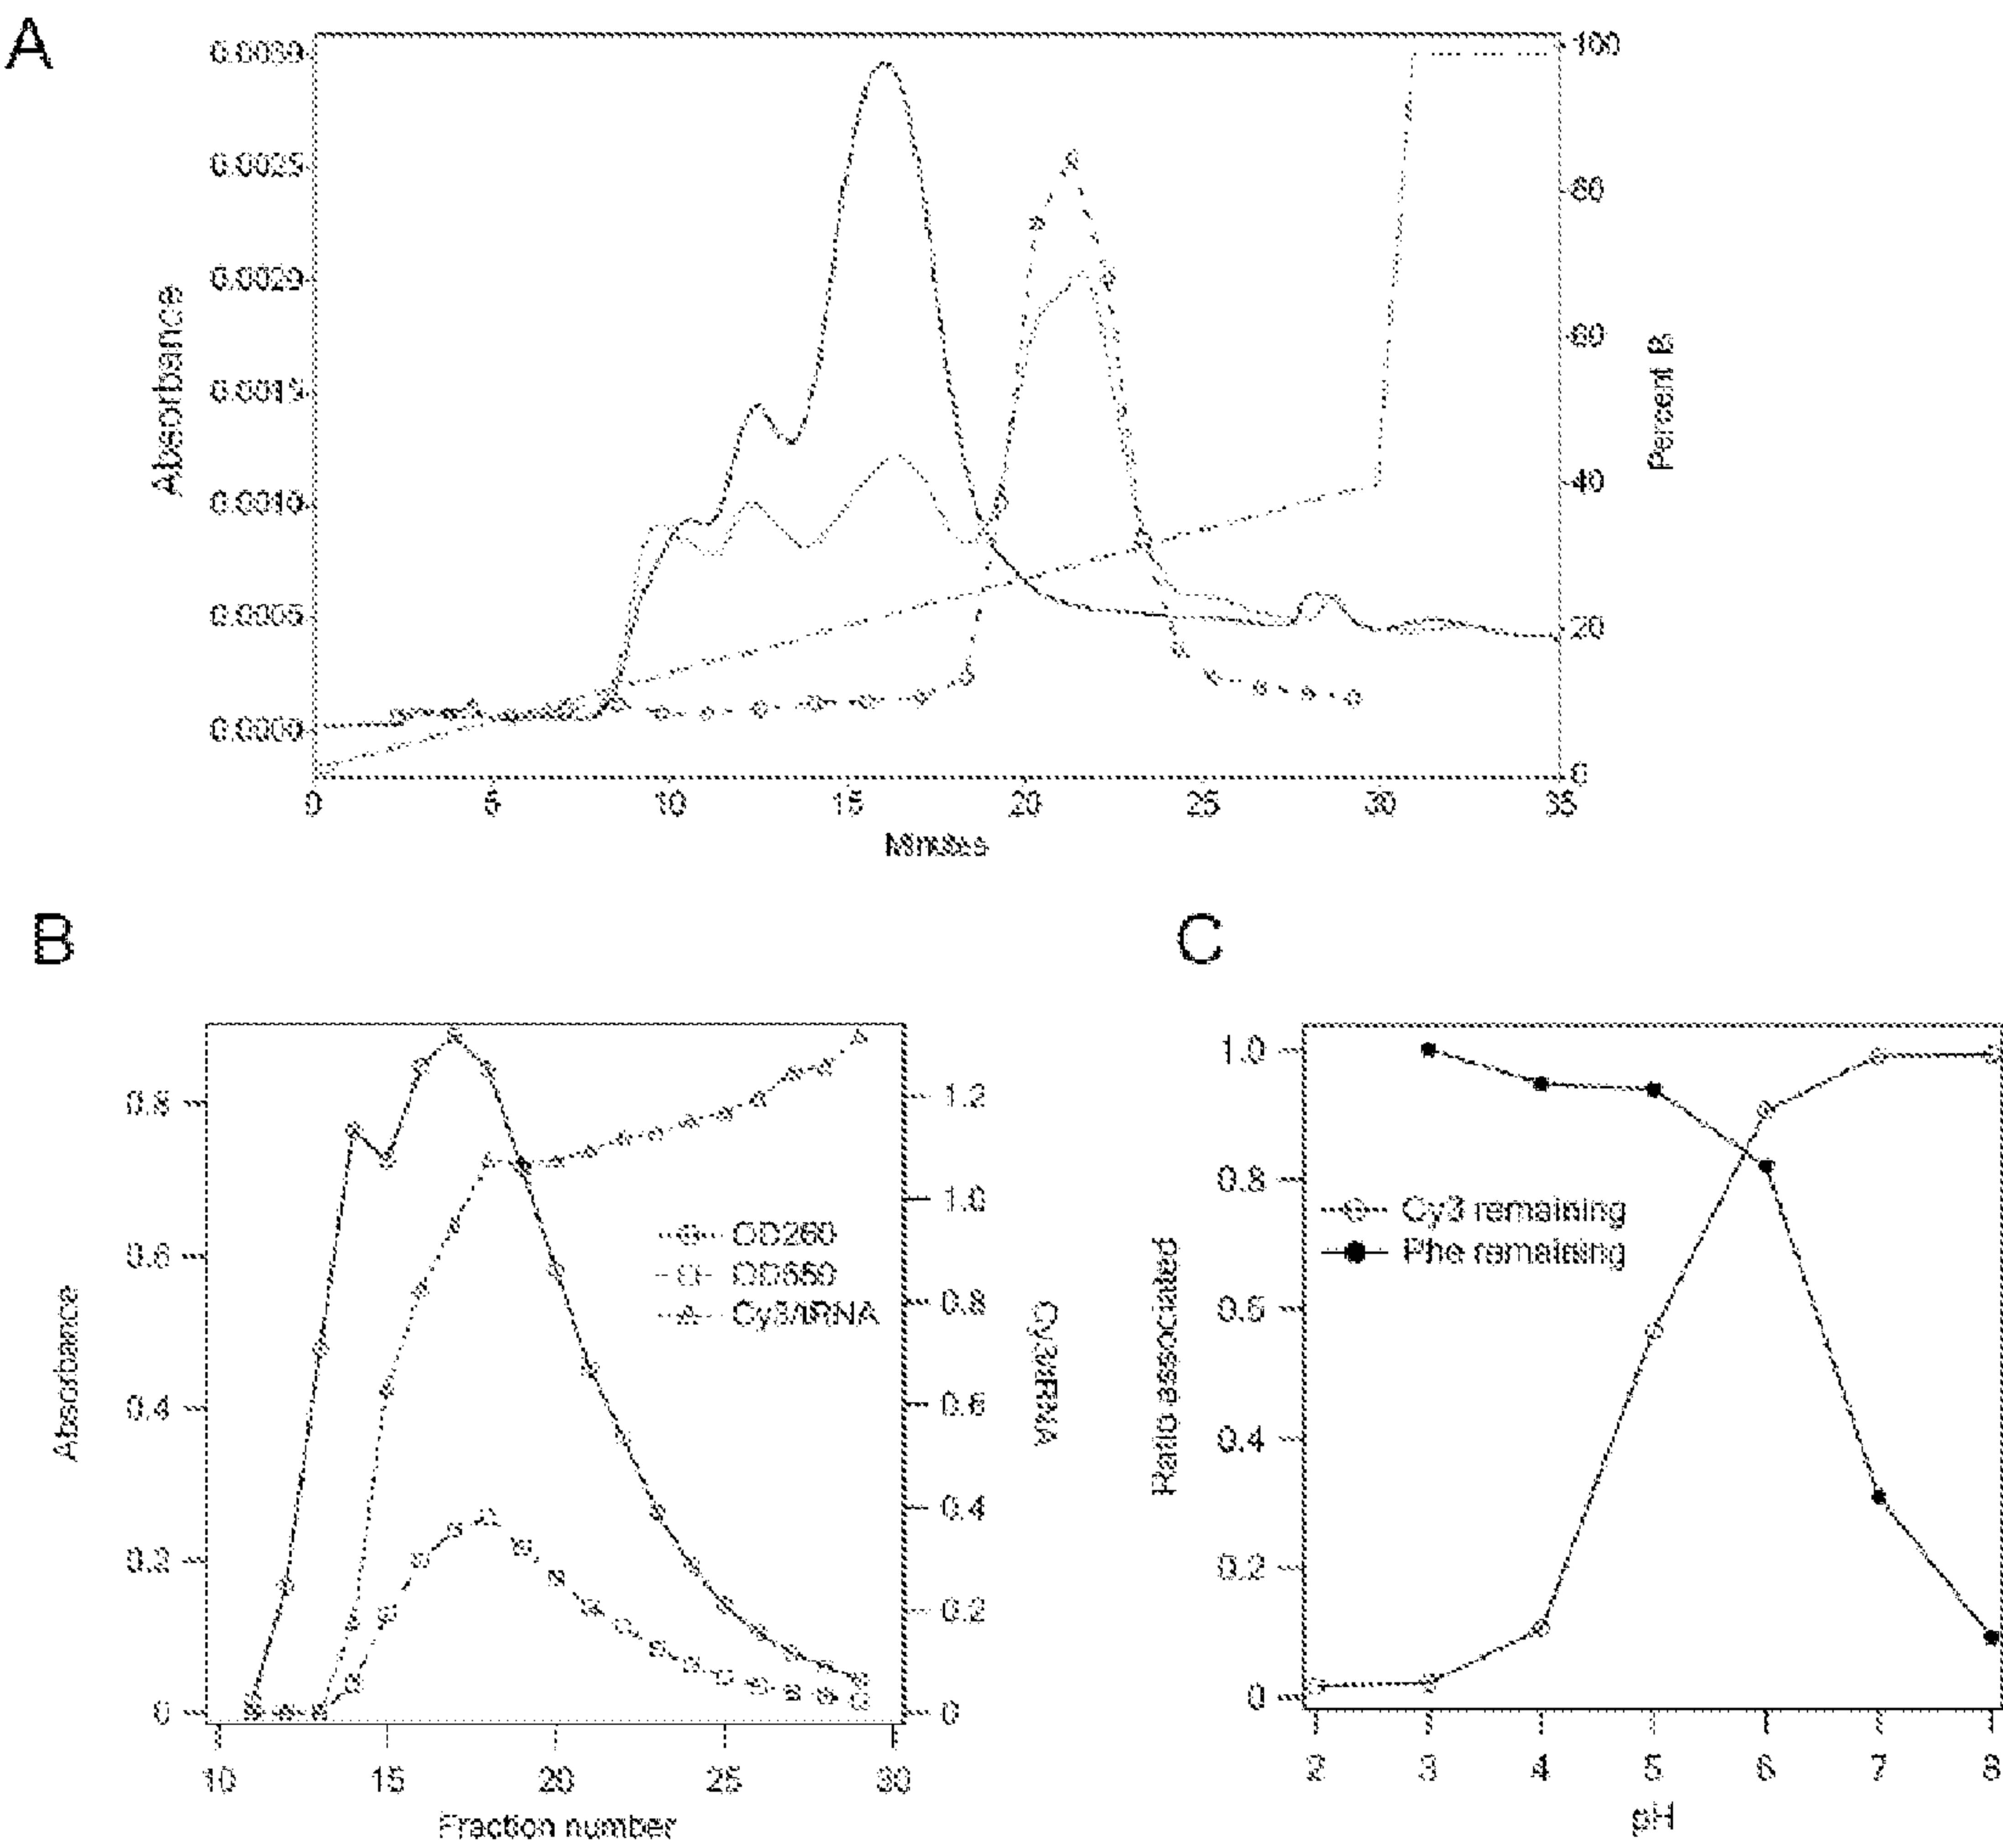 A
0.0030
0.0025
0.0020
0.0015
0.0010
0.0005
0.0000
Absorbance
100
80
60
40
20
0
Percent B
0 5 10 15 20 25 30 35
Minutes
B
0.8
0.6
0.4
0.2
0
Absorbance
OD260
OD550
Cy3/tRNA
1.2
1.0
0.8
0.6
0.4
0.2
0
Cy3/tRNA
10 15 20 25 30
Fraction number
C
1.0
0.8
0.6
0.4
0.2
0
Ratio associated
Cy3 remaining
Phe remaining
2 3 4 5 6 7 8
pH